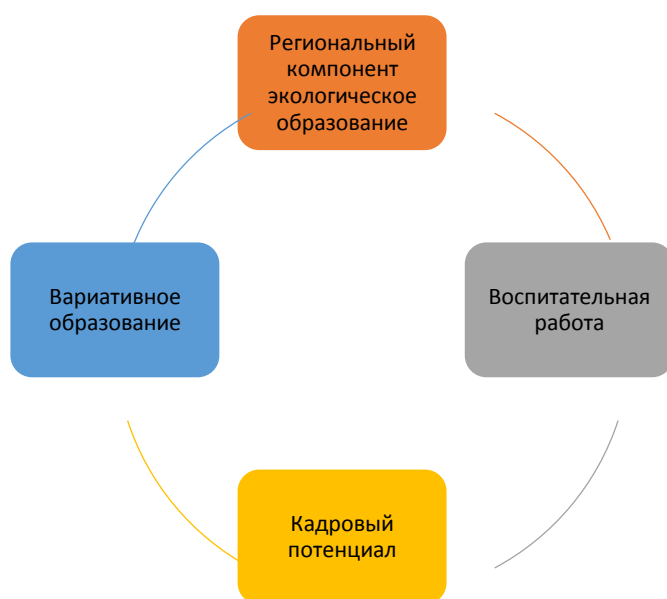 Региональный
компонент
экологическое
образование
Вариативное
образование
Воспитательная
работа
Кадровый
потенциал